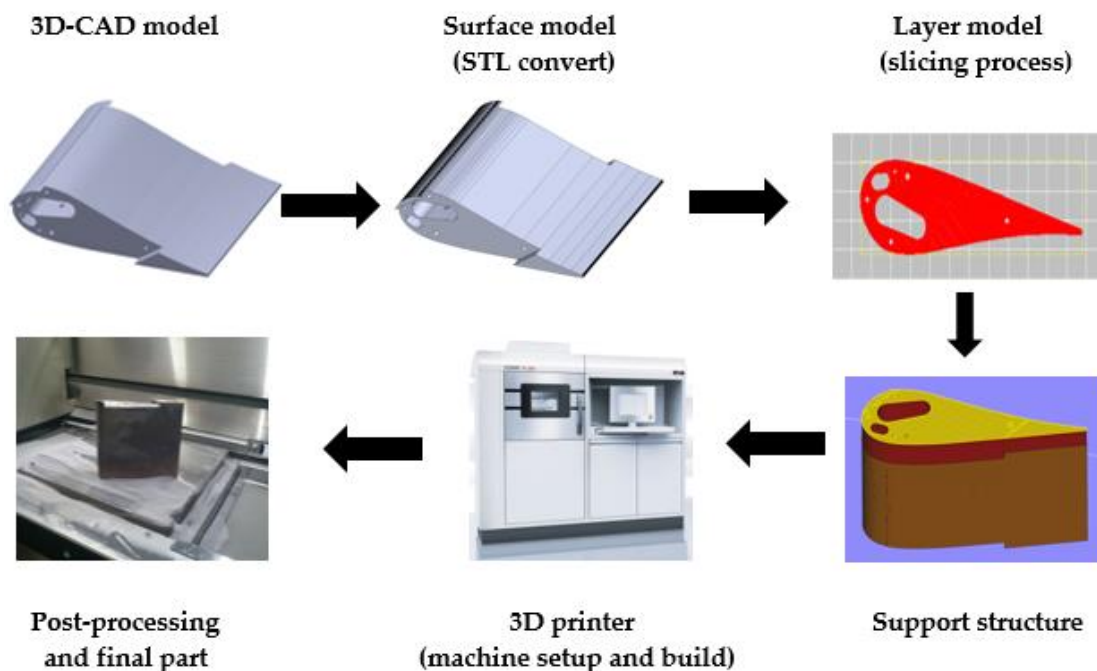 3D-CAD model
Surface model
(STL convert)
Layer model
(slicing process)
Post-processing
and final part
3D printer
(machine setup and build)
Support structure